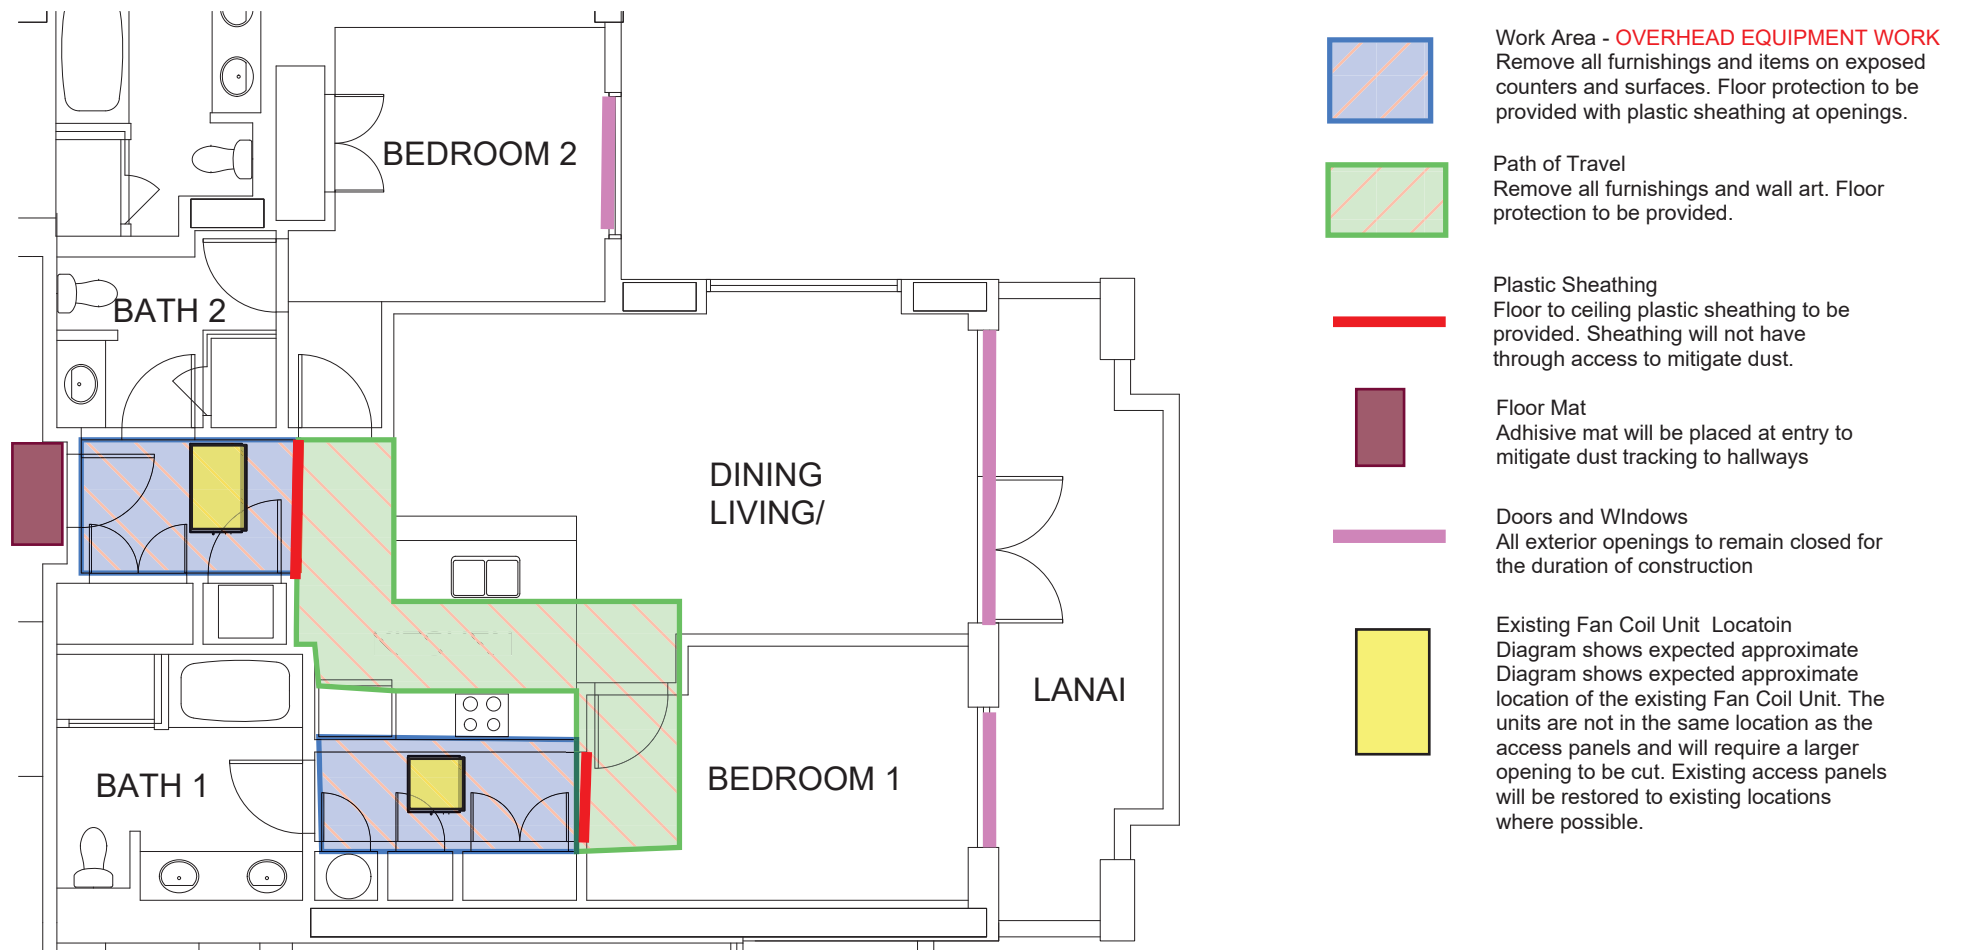 BEDROOM 2
BATH 2
DINING
LIVING/
LANAI
BATH 1
BEDROOM 1
Work Area - OVERHEAD EQUIPMENT WORK
Remove all furnishings and items on exposed
counters and surfaces. Floor protection to be
provided with plastic sheathing at openings.
Path of Travel
Remove all furnishings and wall art. Floor
protection to be provided.
Plastic Sheathing
Floor to ceiling plastic sheathing to be
provided. Sheathing will not have
through access to mitigate dust.
Floor Mat
Adhisive mat will be placed at entry to
mitigate dust tracking to hallways
Doors and WIndows
All exterior openings to remain closed for
the duration of construction
Existing Fan Coil Unit  Locatoin
Diagram shows expected approximate
Diagram shows expected approximate
location of the existing Fan Coil Unit. The
units are not in the same location as the
access panels and will require a larger
opening to be cut. Existing access panels
will be restored to existing locations
where possible.